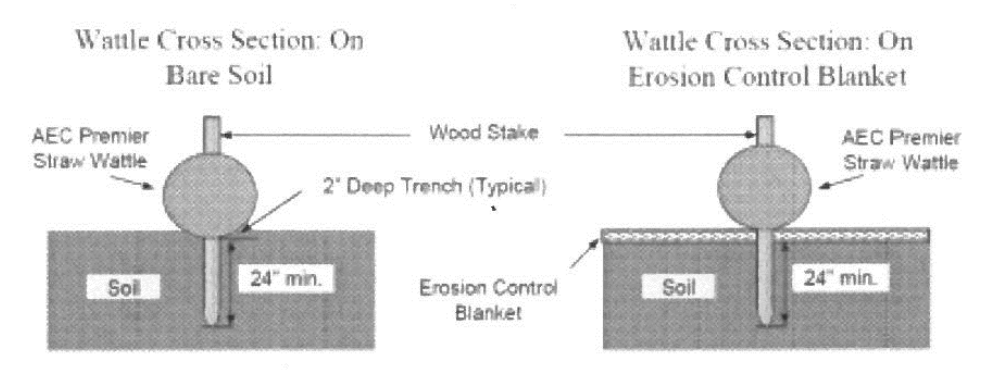 Wattle Cross Section: On
Bare Soil
Wattle Cross Section: On
Erosion Control Blanket
AEC Premier
Straw Wattle
Wood Stake
AEC Premier
Straw Wattle
2" Deep Trench (Typical)
Soil
24" min.
Erosion Control
Blanket
Soil
24" min.